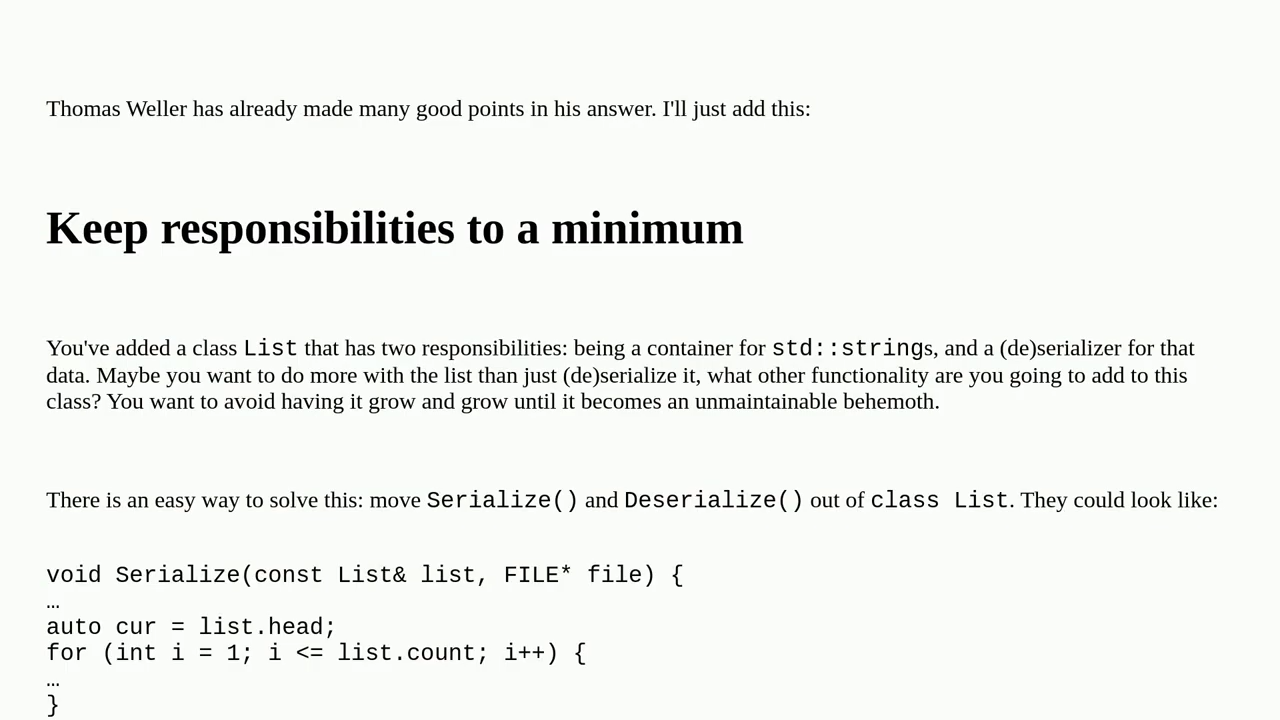 Thomas Weller has already made many good points in his answer. I'll just add this:
Keep responsibilities to a minimum
You've added a class List that has two responsibilities: being a container for std::strings, and a (de)serializer for that
data. Maybe you want to do more with the list than just (de)serialize it, what other functionality are you going to add to this
class? You want to avoid having it grow and grow until it becomes an unmaintainable behemoth.
There is an easy way to solve this: move Serialize() and Deserialize() out of class List. They could look like:
void Serialize(const List& list, FILE* file) {
…
auto cur = list.head;
for (int i = 1; i <= list.count; i++) {
…
}